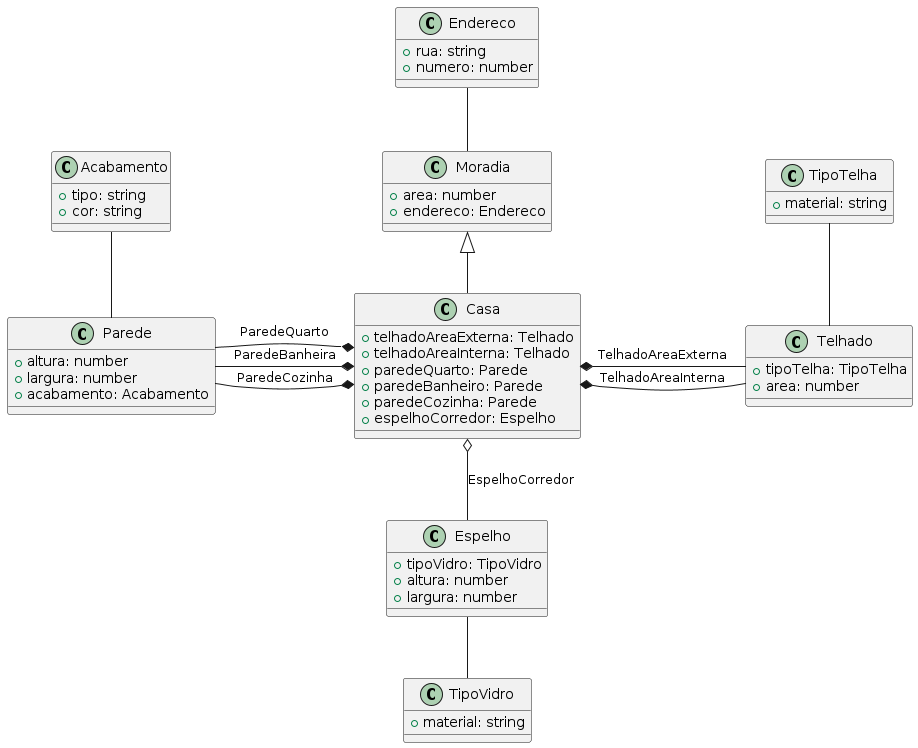 C Endereco
rua: string
numero: number
C Acabamento
tipo: string
cor: string
C Moradia
area: number
endereco: Endereco
C TipoTelha
material: string
C Parede
altura: number
largura: number
acabamento: Acabamento
ParedeQuarto
ParedeBanheira
ParedeCozinha
C Casa
telhadoAreaExterna: Telhado
telhadoAreaInterna: Telhado
paredeQuarto: Parede
paredeBanheiro: Parede
paredeCozinha: Parede
espelhoCorredor: Espelho
TelhadoAreaExterna
TelhadoAreaInterna
C Telhado
tipoTelha: TipoTelha
area: number
EspelhoCorredor
C Espelho
tipoVidro: TipoVidro
altura: number
largura: number
C TipoVidro
material: string